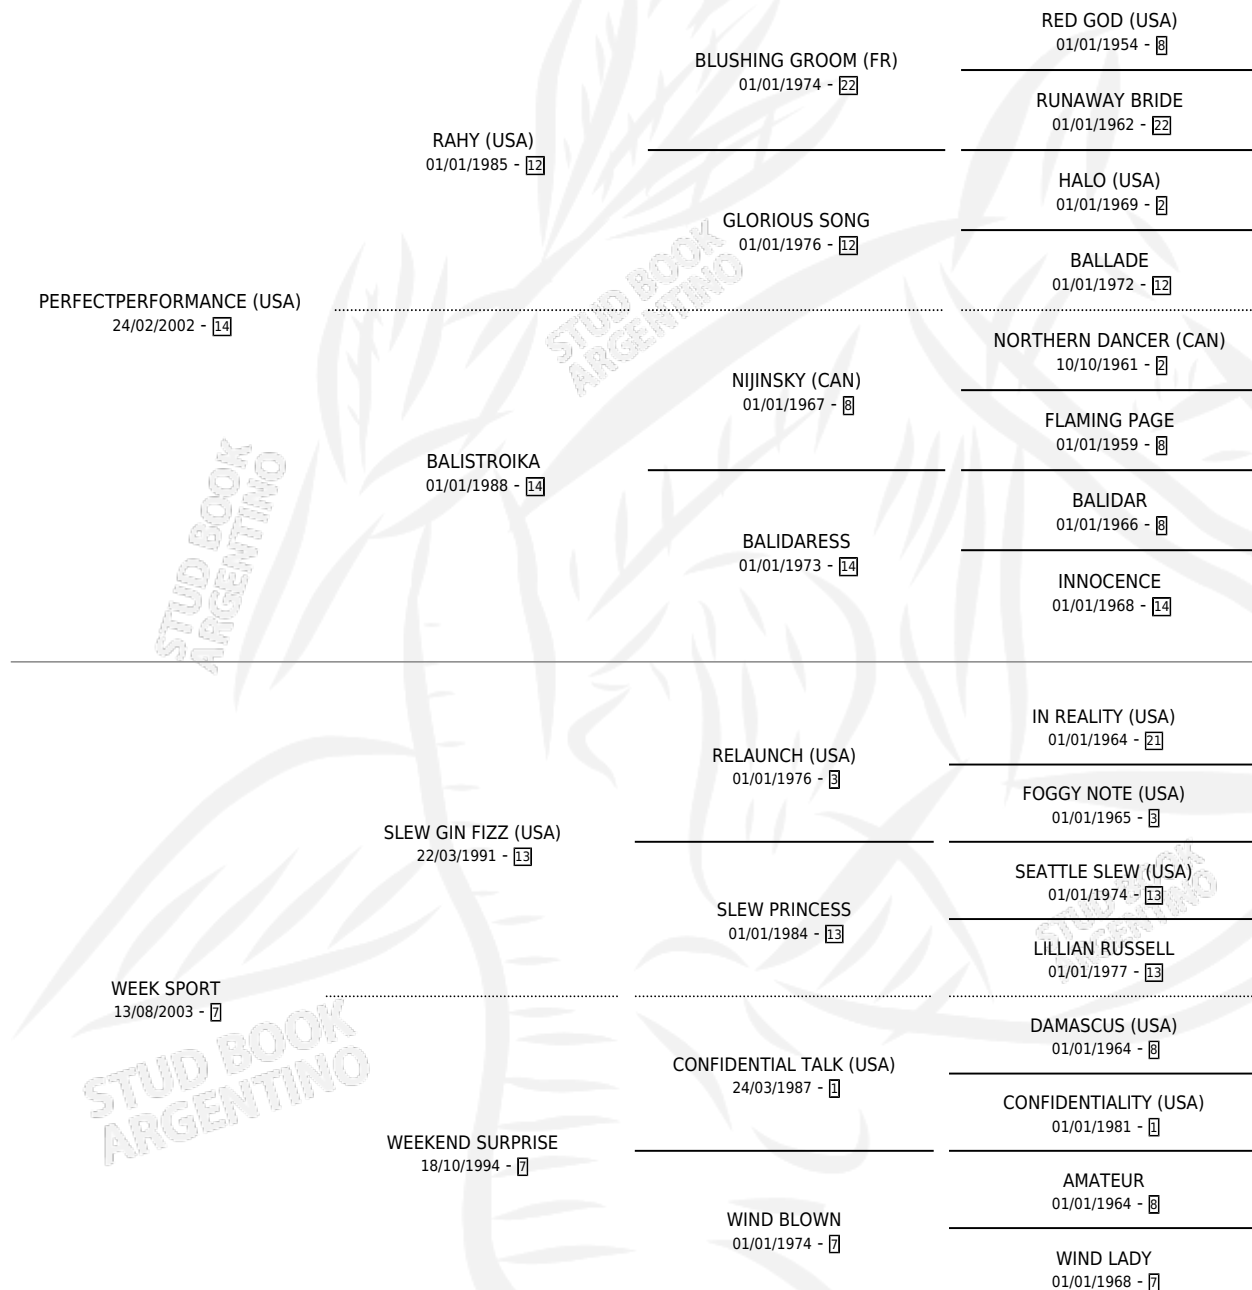 RED GOD (USA)
01/01/1954 - 8
BLUSHING GROOM (FR)
01/01/1974 - 22
RUNAWAY BRIDE
01/01/1962 - 22
RAHY (USA)
01/01/1985 - 12
HALO (USA)
01/01/1969 - 2
GLORIOUS SONG
01/01/1976 - 12
BALLADE
01/01/1972 - 12
PERFECTPERFORMANCE (USA)
24/02/2002 - 14
NORTHERN DANCER (CAN)
10/10/1961 - 2
NIJINSKY (CAN)
01/01/1967 - 8
FLAMING PAGE
01/01/1959 - 8
BALISTROIKA
01/01/1988 - 14
BALIDAR
01/01/1966 - 8
BALIDARESS
01/01/1973 - 14
INNOCENCE
01/01/1968 - 14
IN REALITY (USA)
01/01/1964 - 21
RELAUNCH (USA)
01/01/1976 - 3
FOGGY NOTE (USA)
01/01/1965 - 3
SLEW GIN FIZZ (USA)
22/03/1991 - 13
SEATTLE SLEW (USA)
01/01/1974 - 13
SLEW PRINCESS
01/01/1984 - 13
LILLIAN RUSSELL
01/01/1977 - 13
WEEK SPORT
13/08/2003 - 7
DAMASCUS (USA)
01/01/1964 - 8
CONFIDENTIAL TALK (USA)
24/03/1987 - 1
CONFIDENTIALITY (USA)
01/01/1981 - 1
WEEKEND SURPRISE
18/10/1994 - 7
AMATEUR
01/01/1964 - 8
WIND BLOWN
01/01/1974 - 7
WIND LADY
01/01/1968 - 7
STUD BOOK
ARGENTINO
STUD BOOK
ARGENTINO
STUD BOOK
ARGENTINO
STUD BOOK
ARGENTINO